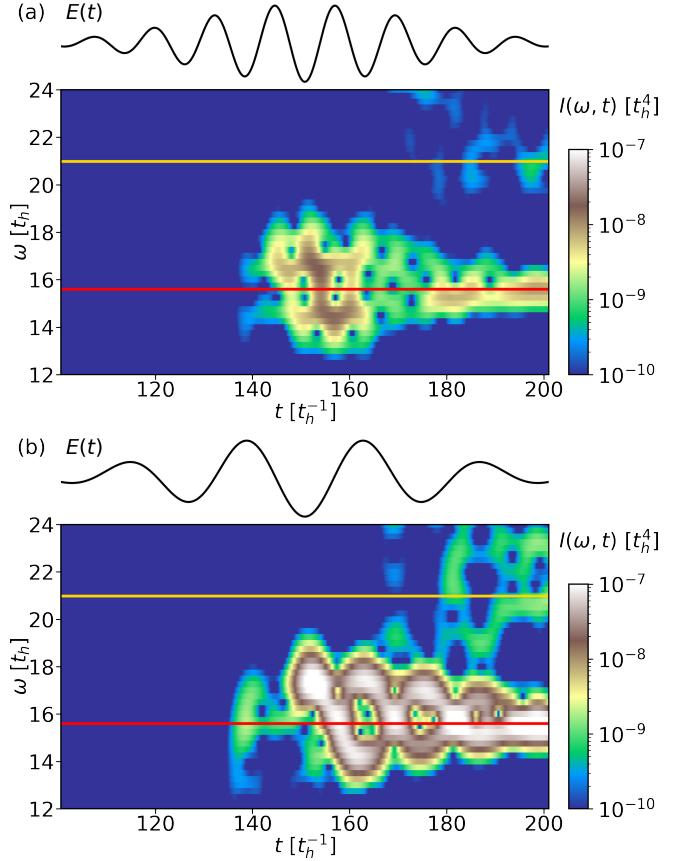 (a) E(t)
I(ω, t) [t_h^4]
24
22
20
18
16
14
12
ω [t_h]
120 140 160 180 200
t [t_h^{-1}]
10^{-7}
10^{-8}
10^{-9}
10^{-10}
(b) E(t)
I(ω, t) [t_h^4]
24
22
20
18
16
14
12
ω [t_h]
120 140 160 180 200
t [t_h^{-1}]
10^{-7}
10^{-8}
10^{-9}
10^{-10}